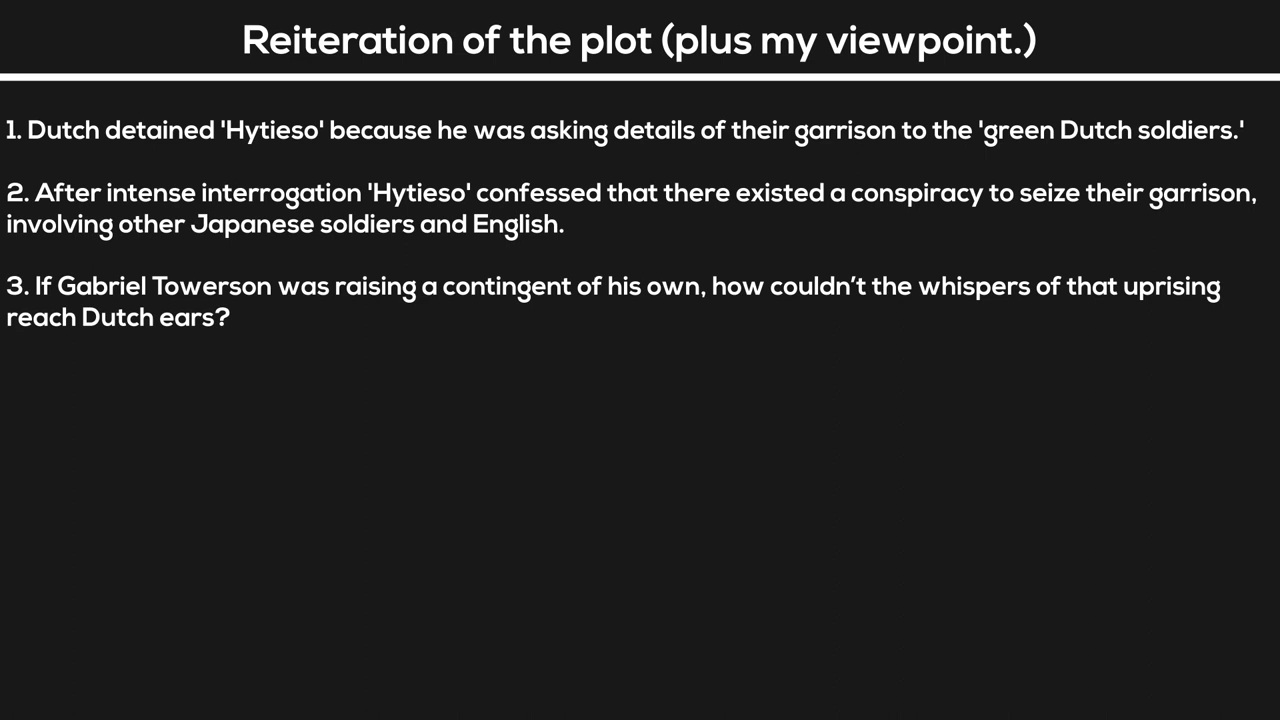 Reiteration of the plot (plus my viewpoint.)
1. Dutch detained 'Hytieso' because he was asking details of their garrison to the 'green Dutch soldiers.'
2. After intense interrogation 'Hytieso' confessed that there existed a conspiracy to seize their garrison,
involving other Japanese soldiers and English.
3. If Gabriel Towerson was raising a contingent of his own, how couldn’t the whispers of that uprising
reach Dutch ears?